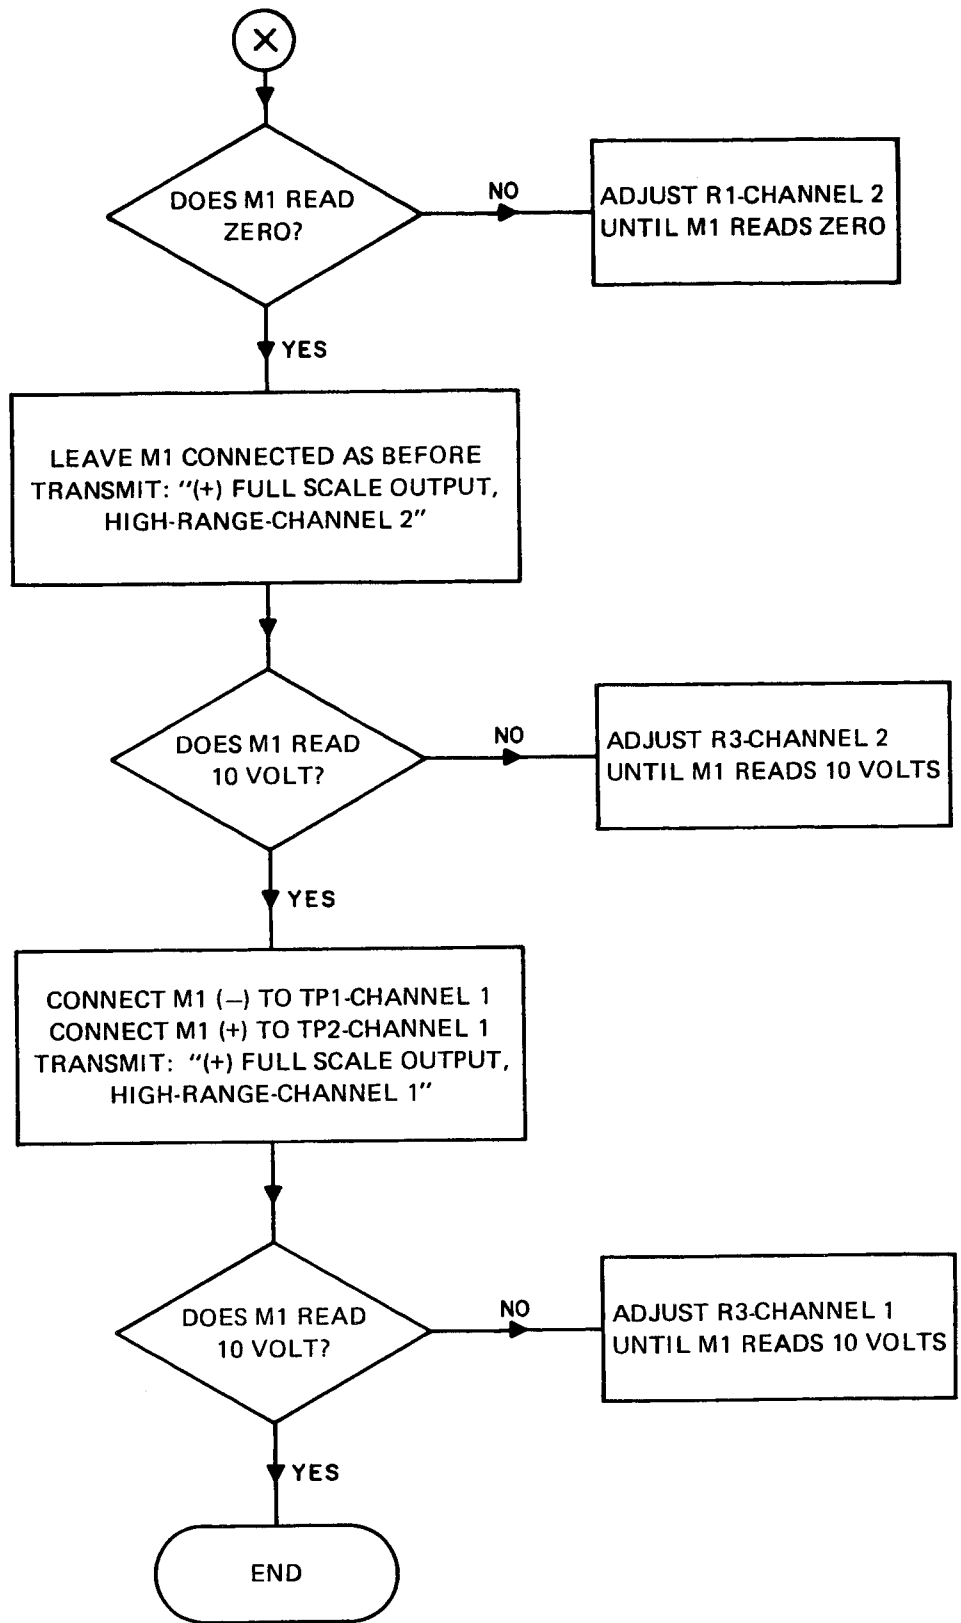 X
DOES M1 READ
ZERO?
NO
ADJUST R1-CHANNEL 2
UNTIL M1 READS ZERO
YES
LEAVE M1 CONNECTED AS BEFORE
TRANSMIT: "(+) FULL SCALE OUTPUT,
HIGH-RANGE-CHANNEL 2"
DOES M1 READ
10 VOLT?
NO
ADJUST R3-CHANNEL 2
UNTIL M1 READS 10 VOLTS
YES
CONNECT M1 (—) TO TP1-CHANNEL 1
CONNECT M1 (+) TO TP2-CHANNEL 1
TRANSMIT: "(+) FULL SCALE OUTPUT,
HIGH-RANGE-CHANNEL 1"
DOES M1 READ
10 VOLT?
NO
ADJUST R3-CHANNEL 1
UNTIL M1 READS 10 VOLTS
YES
END